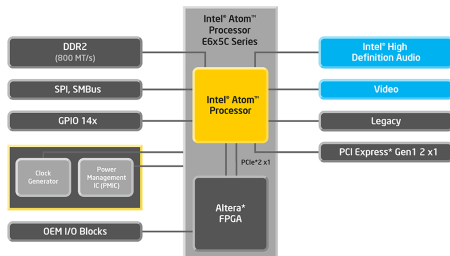 Intel® Atom™
Processor
E6x5C Series
DDR2
(800 MT/s)
SPI, SMBus
GPIO 14x
Clock
Generator
Power
Management
IC (PMIC)
OEM I/O Blocks
Intel® Atom™
Processor
PCIe*2 x1
Altera*
FPGA
Intel® High
Definition Audio
Video
Legacy
PCI Express* Gen1 2 x1